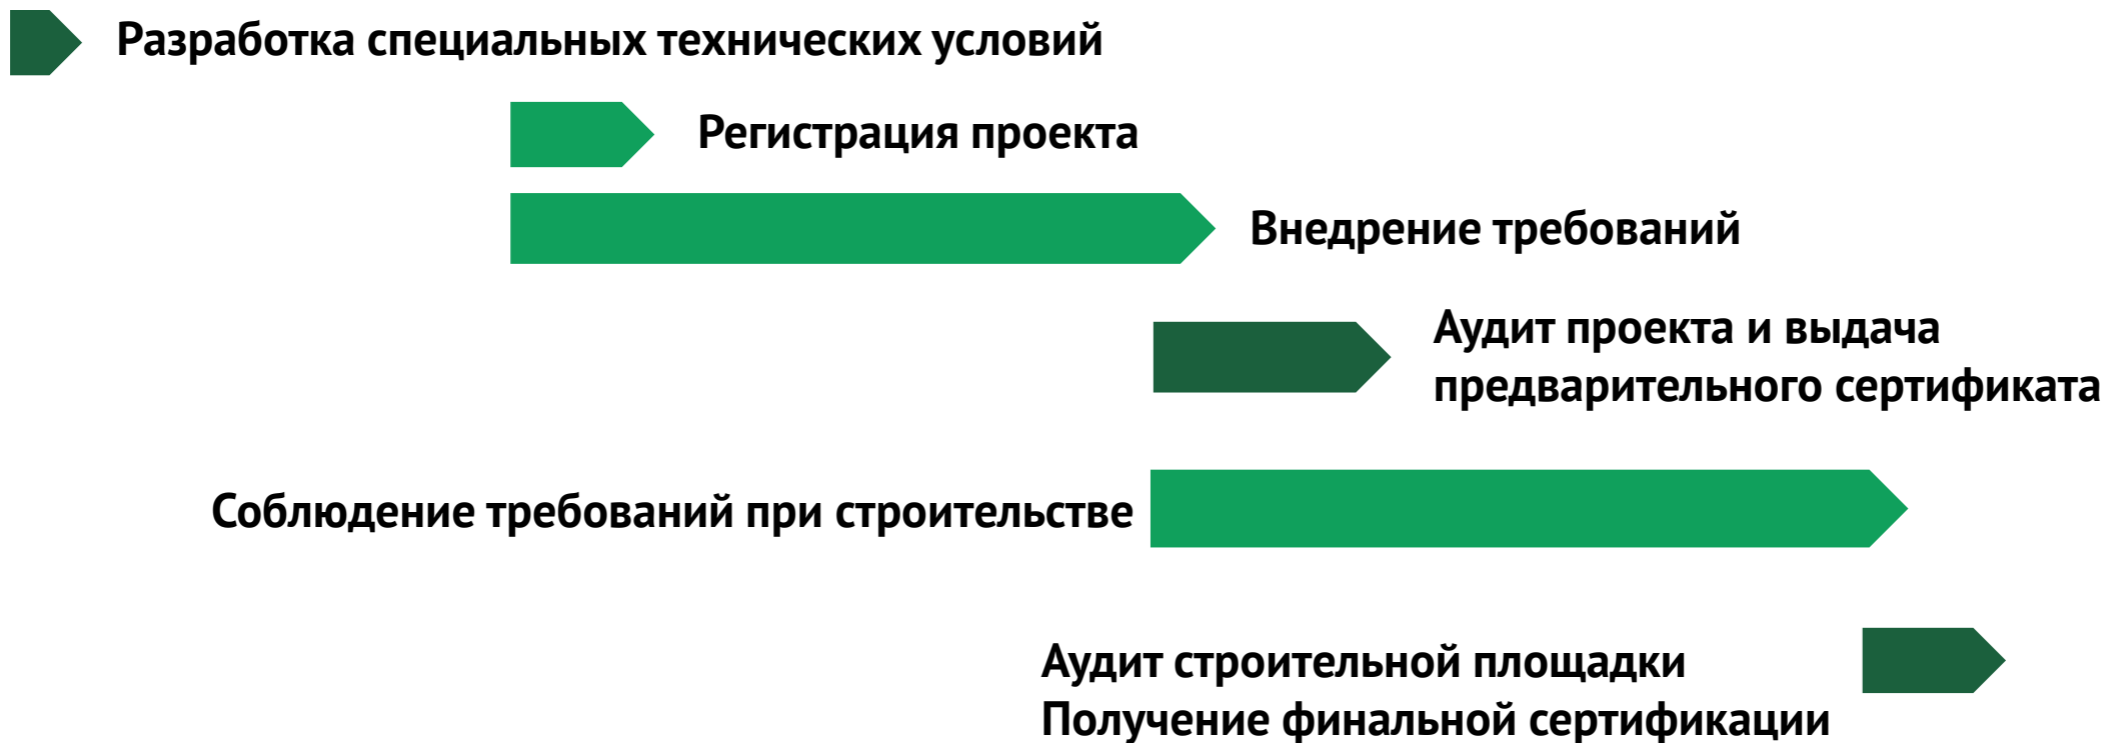 Разработка специальных технических условий
Регистрация проекта
Внедрение требований
Аудит проекта и выдача
предварительного сертификата
Соблюдение требований при строительстве
Аудит строительной площадки
Получение финальной сертификации